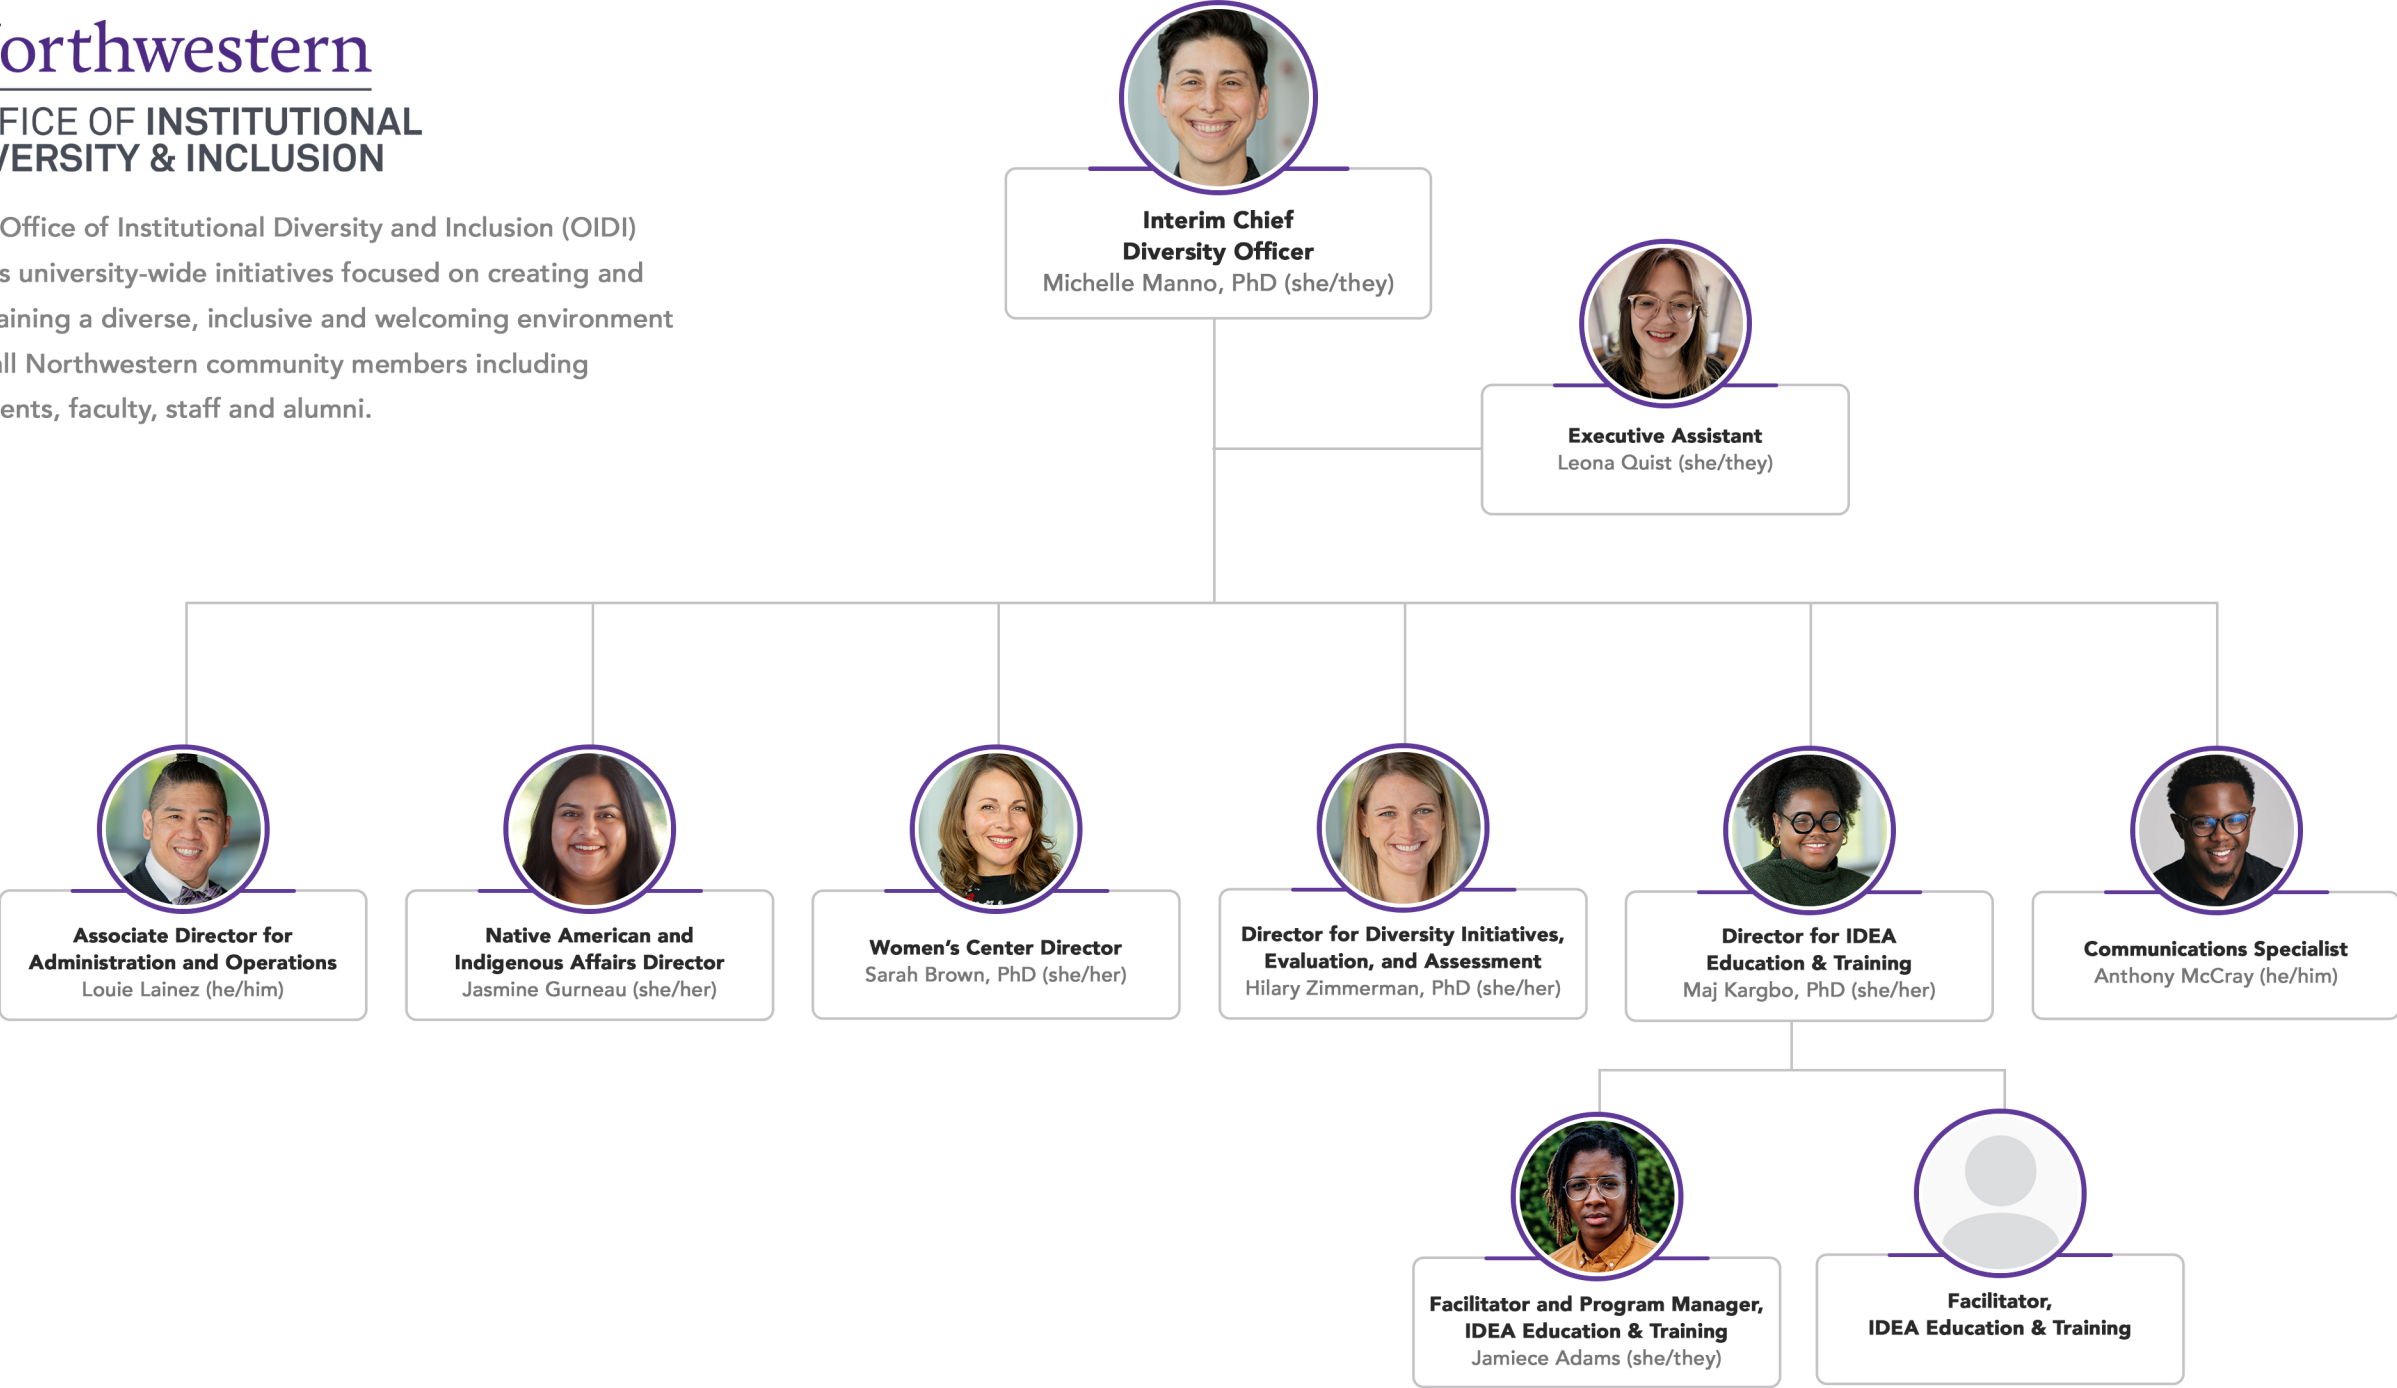 orthwestern
FICE OF INSTITUTIONAL
VERSITY & INCLUSION
Office of Institutional Diversity and Inclusion (OIDI)
s university-wide initiatives focused on creating and
aining a diverse, inclusive and welcoming environment
all Northwestern community members including
ents, faculty, staff and alumni.
Interim Chief
Diversity Officer
Michelle Manno, PhD (she/they)
Executive Assistant
Leona Quist (she/they)
Associate Director for
Administration and Operations
Louie Lainez (he/him)
Native American and
Indigenous Affairs Director
Jasmine Gurneau (she/her)
Women's Center Director
Sarah Brown, PhD (she/her)
Director for Diversity Initiatives,
Evaluation, and Assessment
Hilary Zimmerman, PhD (she/her)
Director for IDEA
Education & Training
Maj Kargbo, PhD (she/her)
Communications Specialist
Anthony McCray (he/him)
Facilitator and Program Manager,
IDEA Education & Training
Jamiece Adams (she/they)
Facilitator,
IDEA Education & Training